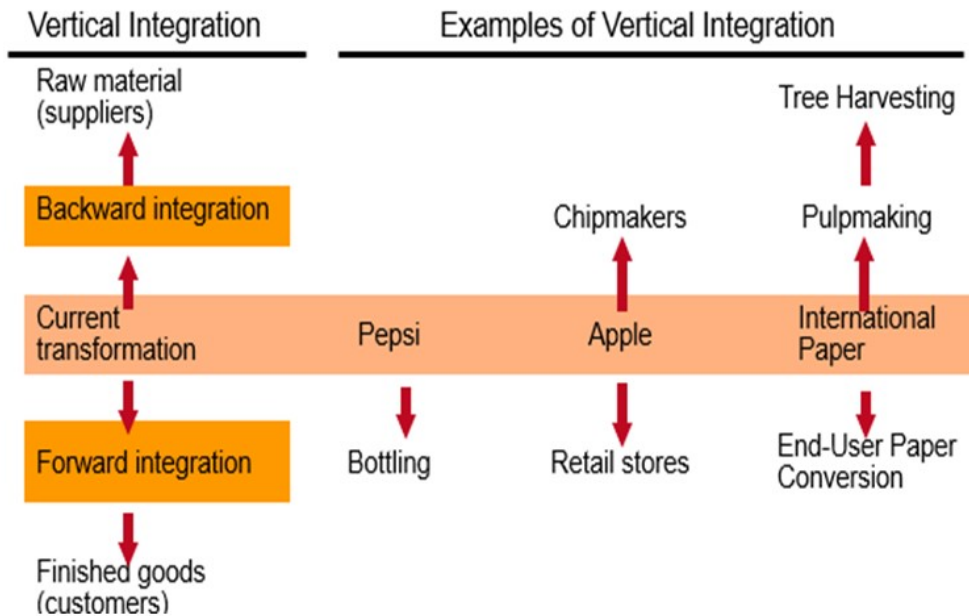 Vertical Integration
Examples of Vertical Integration
Raw material
(suppliers)
Tree Harvesting
Backward integration
Chipmakers
Pulpmaking
Current
transformation
Pepsi
Apple
International
Paper
Forward integration
Bottling
Retail stores
End-User Paper
Conversion
Finished goods
(customers)